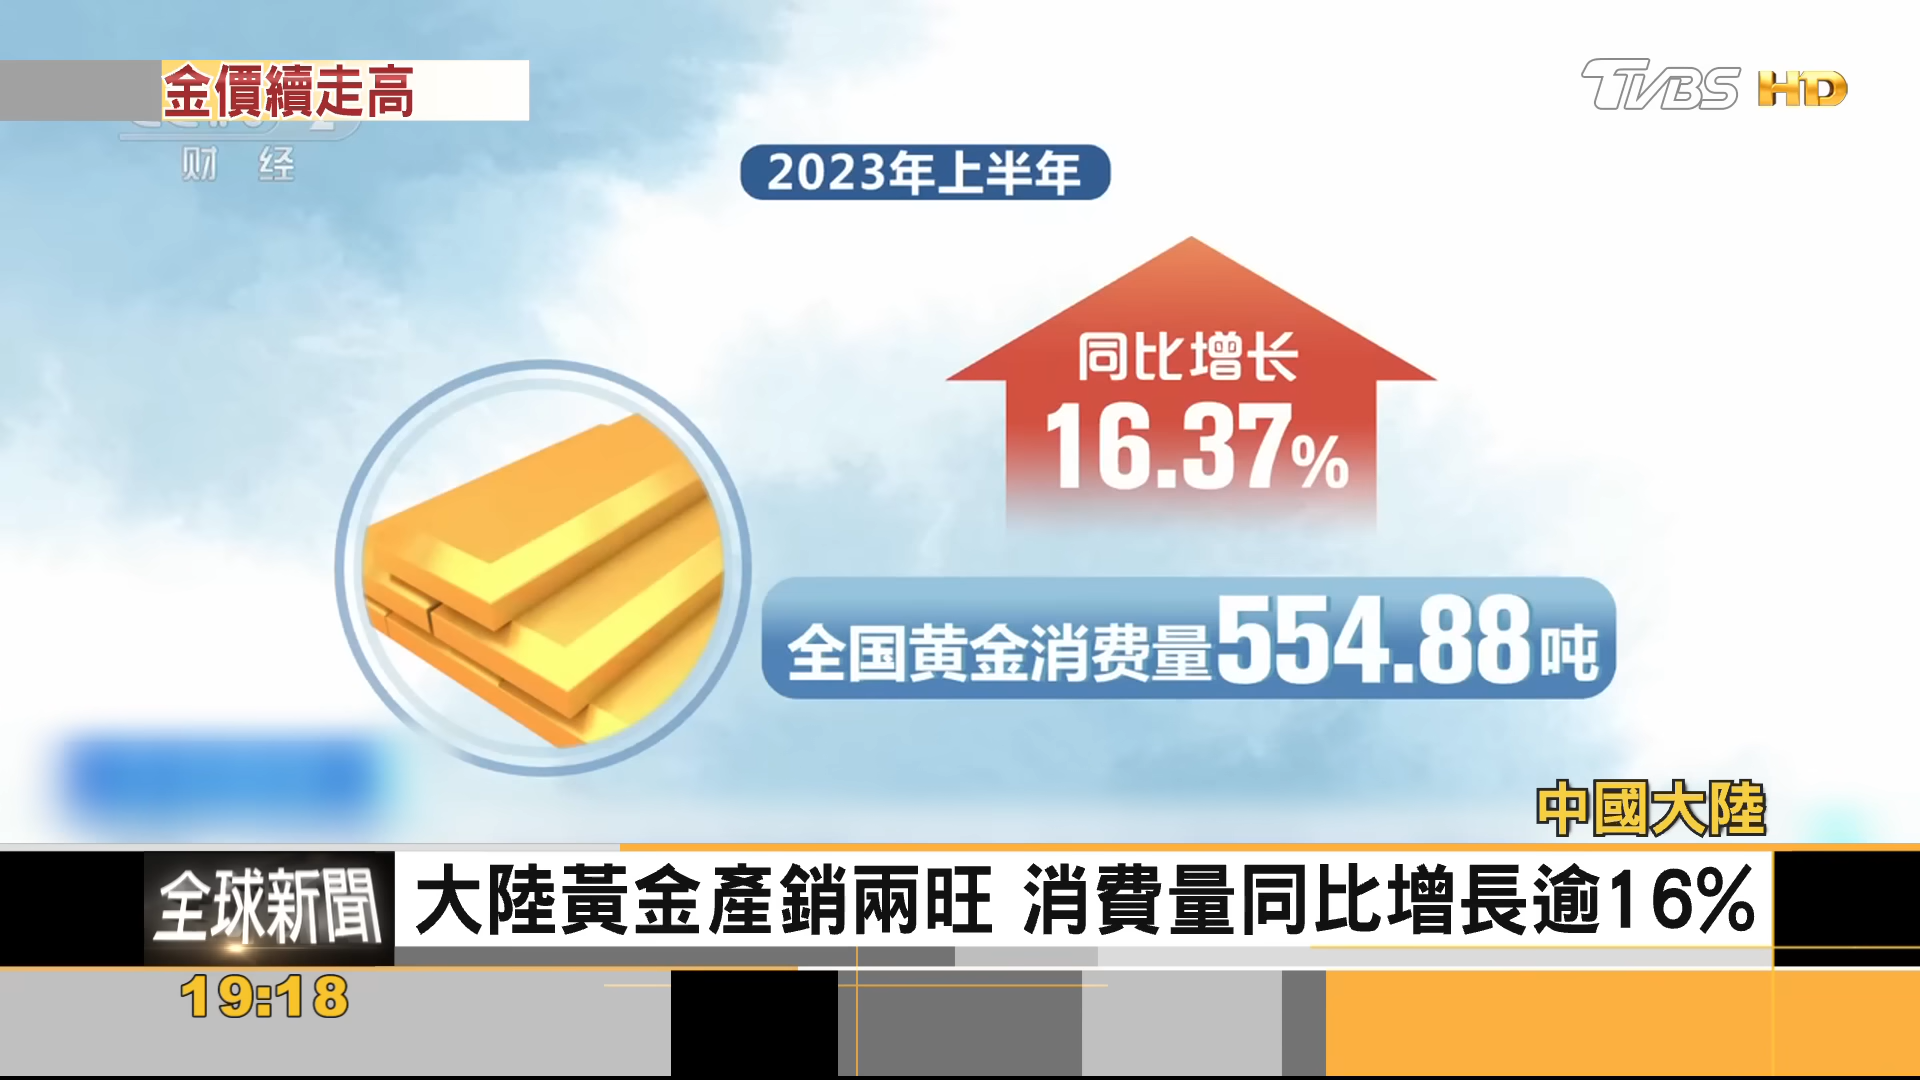 金價續走高
TVBS HD
财 经
2023年上半年
同比增长
16.37%
全国黄金消费量554.88吨
中國大陸
全球新聞
大陸黃金產銷兩旺 消費量同比增長逾16%
19:18